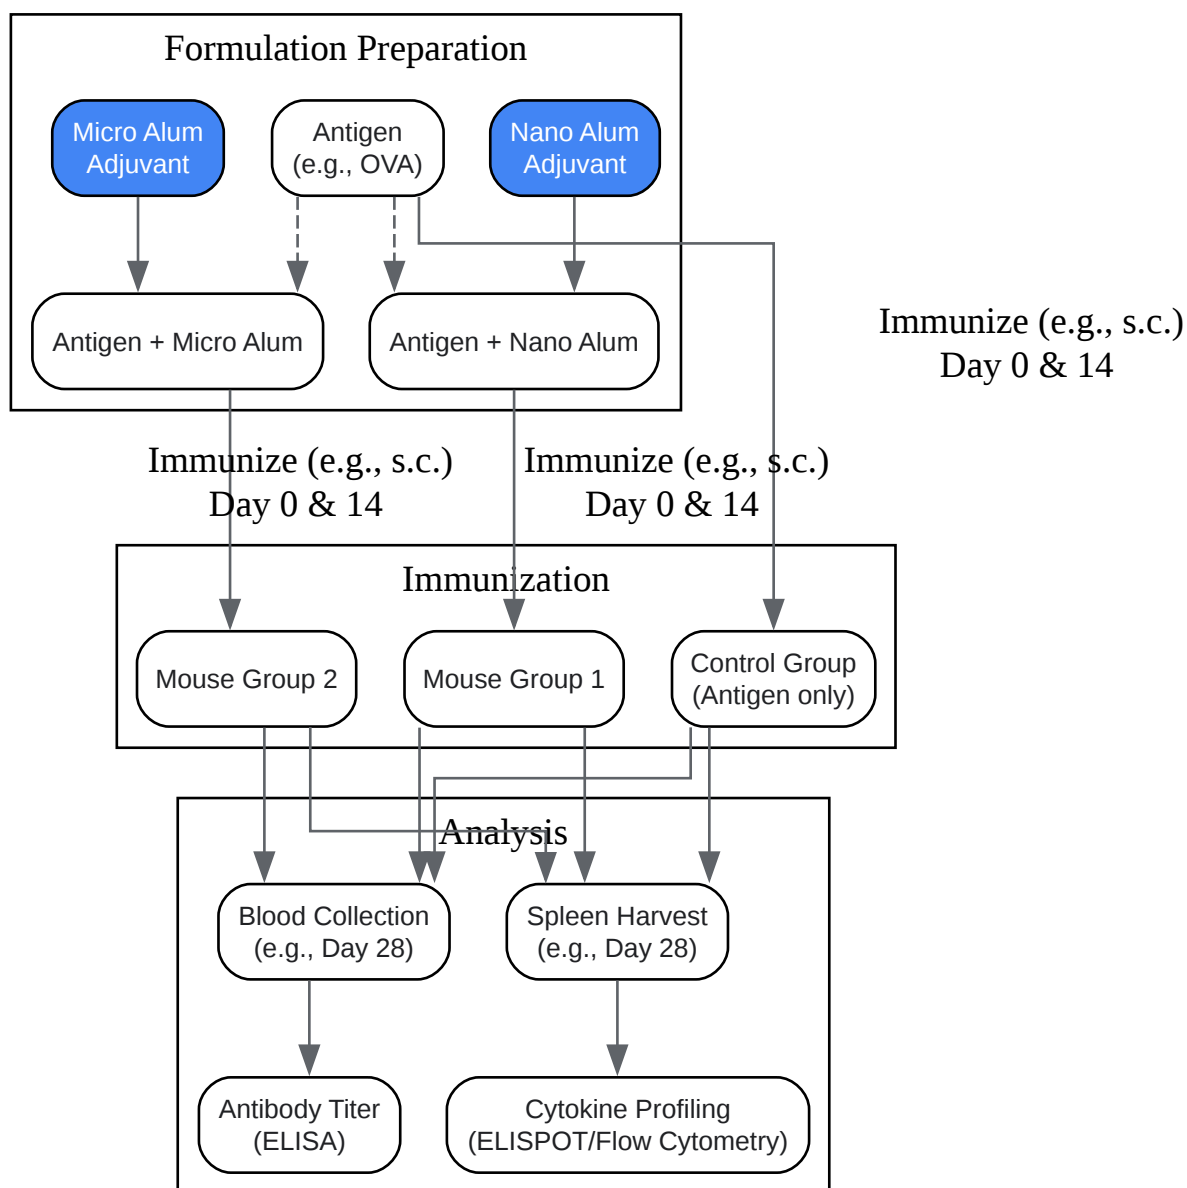 Formulation Preparation
Micro Alum
Adjuvant
Antigen
(e.g., OVA)
Nano Alum
Adjuvant
Antigen + Micro Alum
Antigen + Nano Alum
Immunize (e.g., s.c.)
Day 0 & 14
Immunize (e.g., s.c.)
Day 0 & 14
Immunize (e.g., s.c.)
Day 0 & 14
Immunization
Mouse Group 2
Mouse Group 1
Control Group
(Antigen only)
Analysis
Blood Collection
(e.g., Day 28)
Spleen Harvest
(e.g., Day 28)
Antibody Titer
(ELISA)
Cytokine Profiling
(ELISPOT/Flow Cytometry)